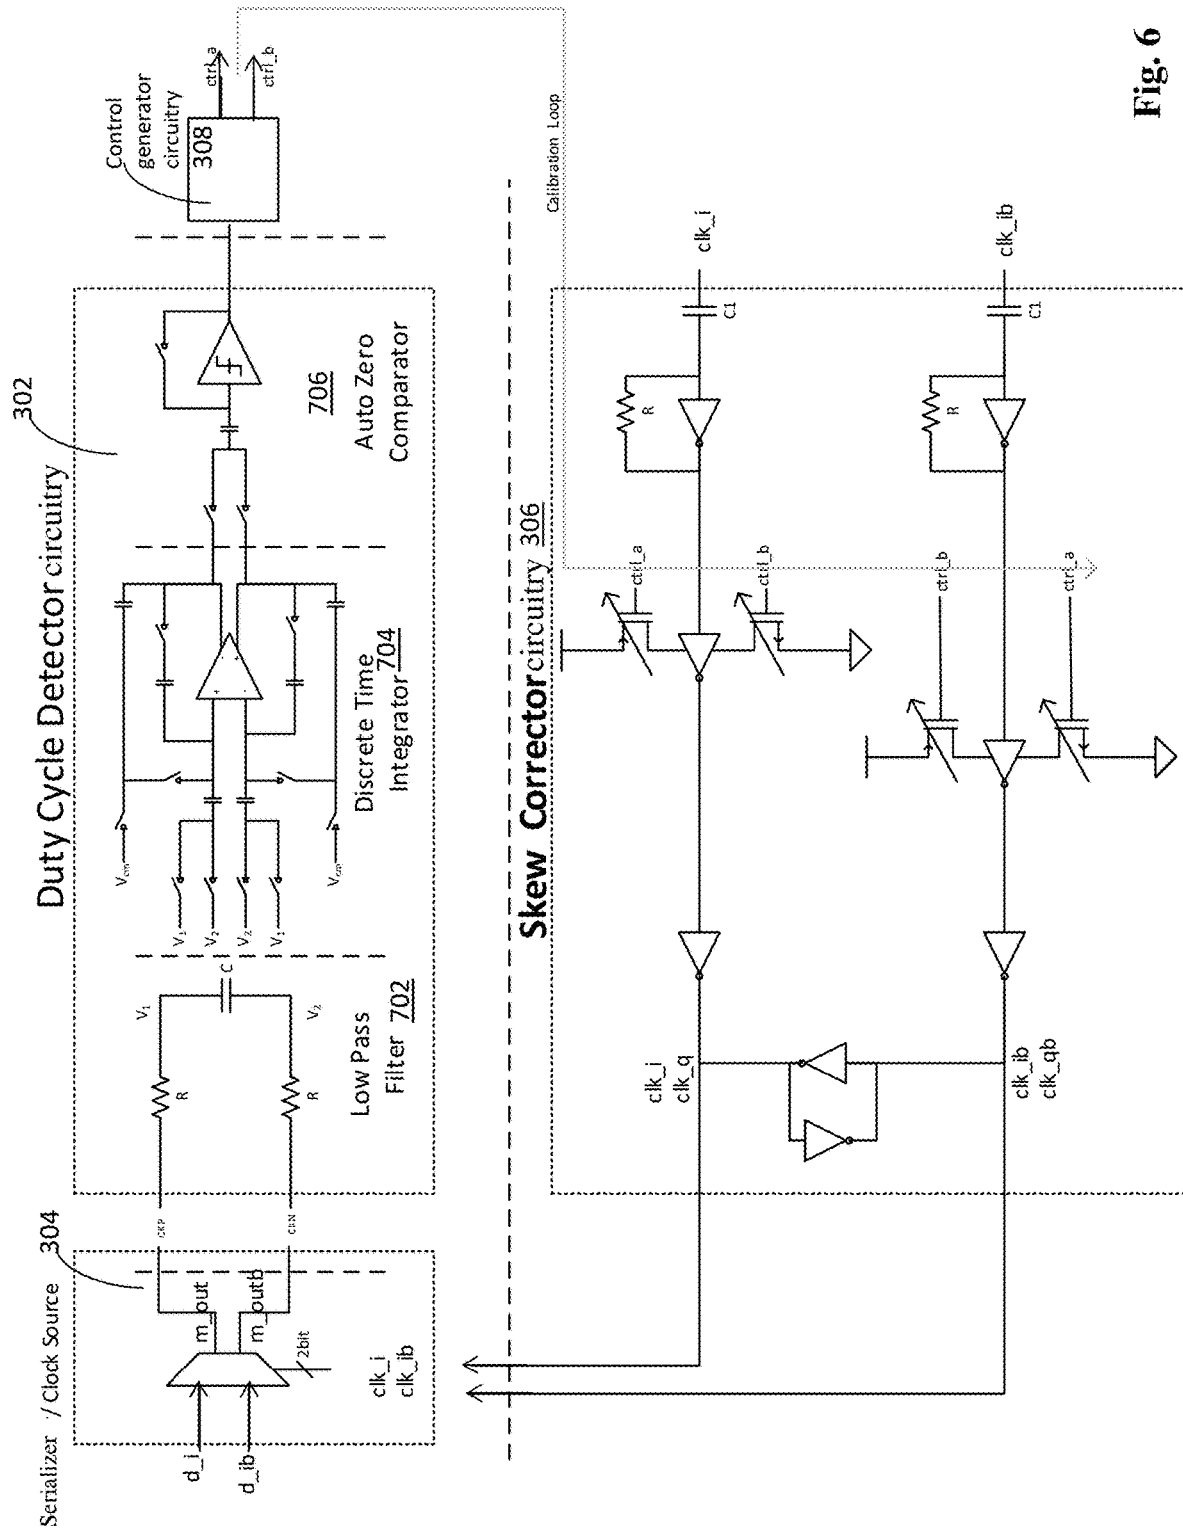 Serializer / Clock Source
304
d_i
d_ib
m_out
m_outb
2bit
clk_i
clk_ib
Duty Cycle Detector circuitry
302
CKP
CKN
R
R
V1
V2
C
Low Pass
Filter 702
V1
V2
V2
V1
Vcm
Vcm
Discrete Time
Integrator 704
706
Auto Zero
Comparator
Control
generator
circuitry
308
ctrl_a
ctrl_b
Calibration Loop
Skew Corrector circuitry 306
clk_i
clk_q
clk_ib
clk_qb
ctrl_a
ctrl_b
ctrl_b
ctrl_a
R
R
C1
C1
clk_i
clk_ib
Fig. 6